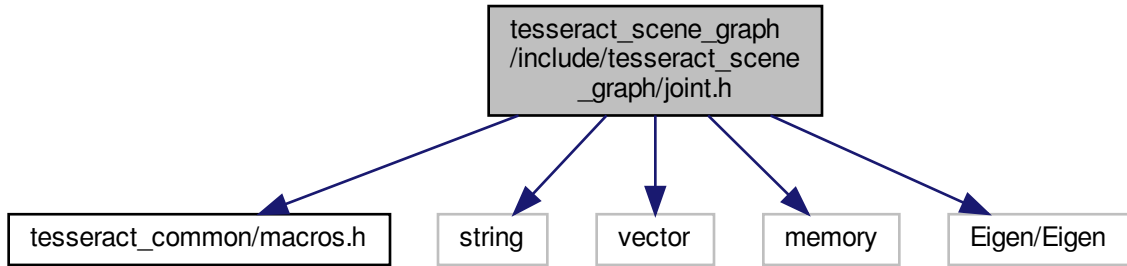 tesseract_scene_graph
/include/tesseract_scene
_graph/joint.h
tesseract_common/macros.h
string
vector
memory
Eigen/Eigen